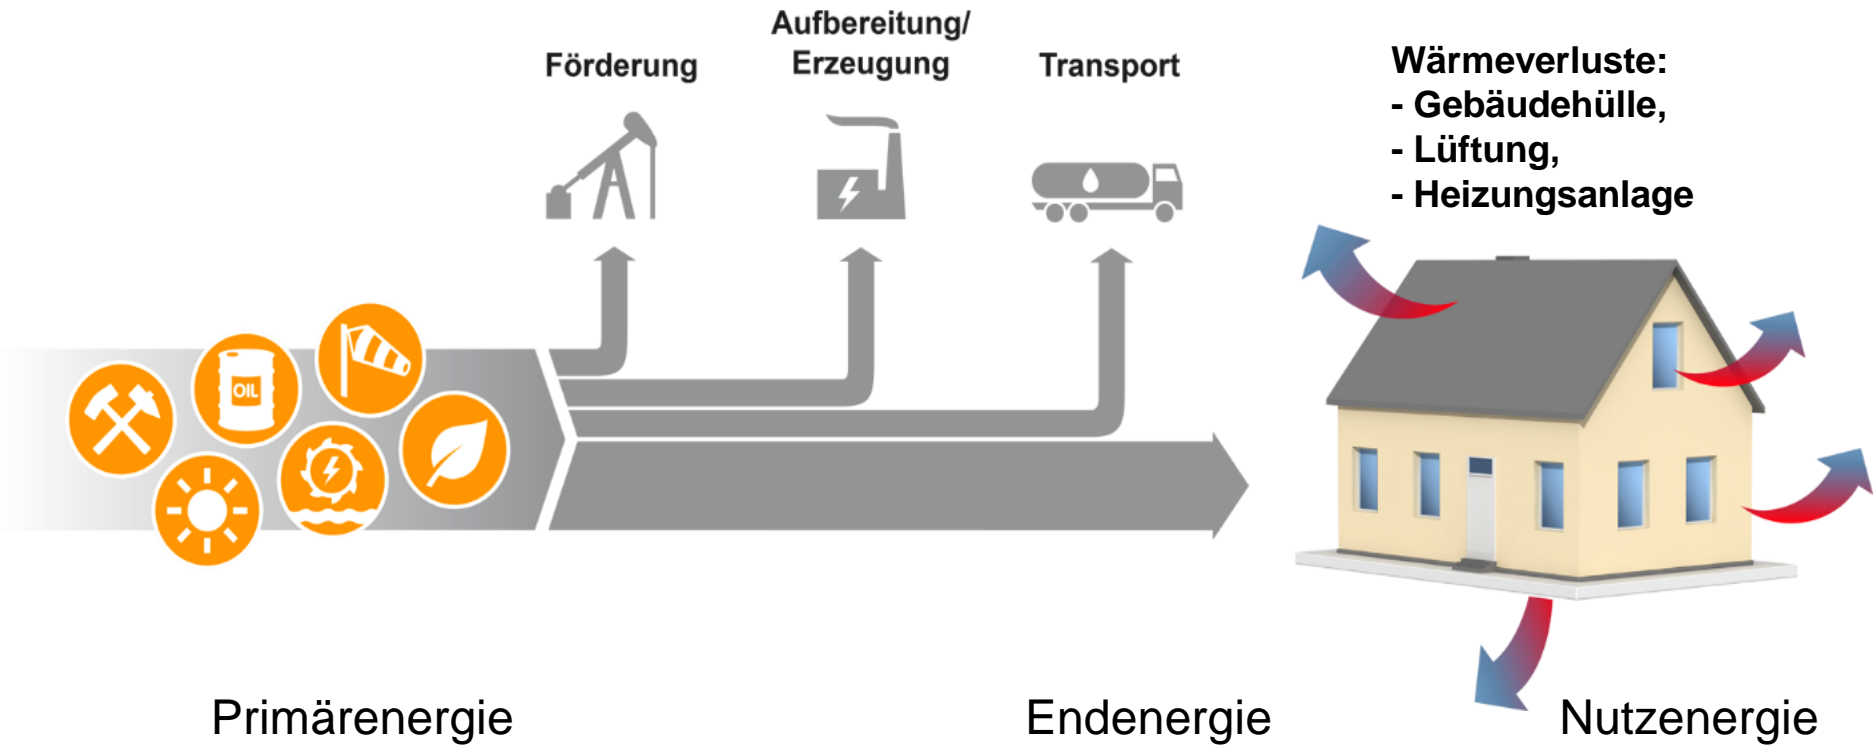 Förderung
Aufbereitung/
Erzeugung
Transport
Wärmeverluste:
- Gebäudehülle,
- Lüftung,
- Heizungsanlage
OIL
Primärenergie
Endenergie
Nutzenergie